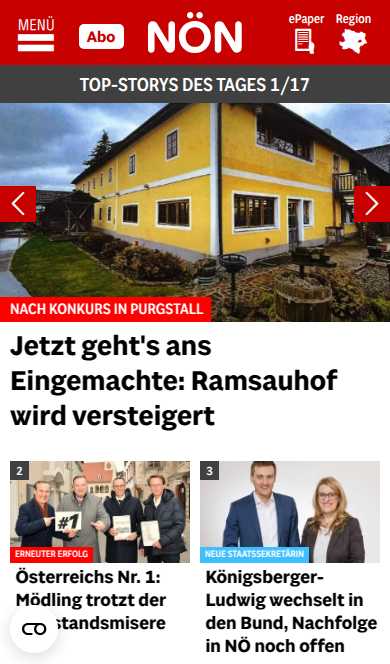 MENÜ
Abo
NÖN
ePaper
Region
TOP-STORYS DES TAGES 1/17
NACH KONKURS IN PURGSTALL
Jetzt geht's ans
Eingemachte: Ramsauhof
wird versteigert
2
#1
ERNEUTER ERFOLG
Österreichs Nr. 1:
Mödling trotzt der
standsmisere
3
NEUE STAATSSEKRETÄRIN
Königsberger-
Ludwig wechselt in
den Bund, Nachfolge
in NÖ noch offen